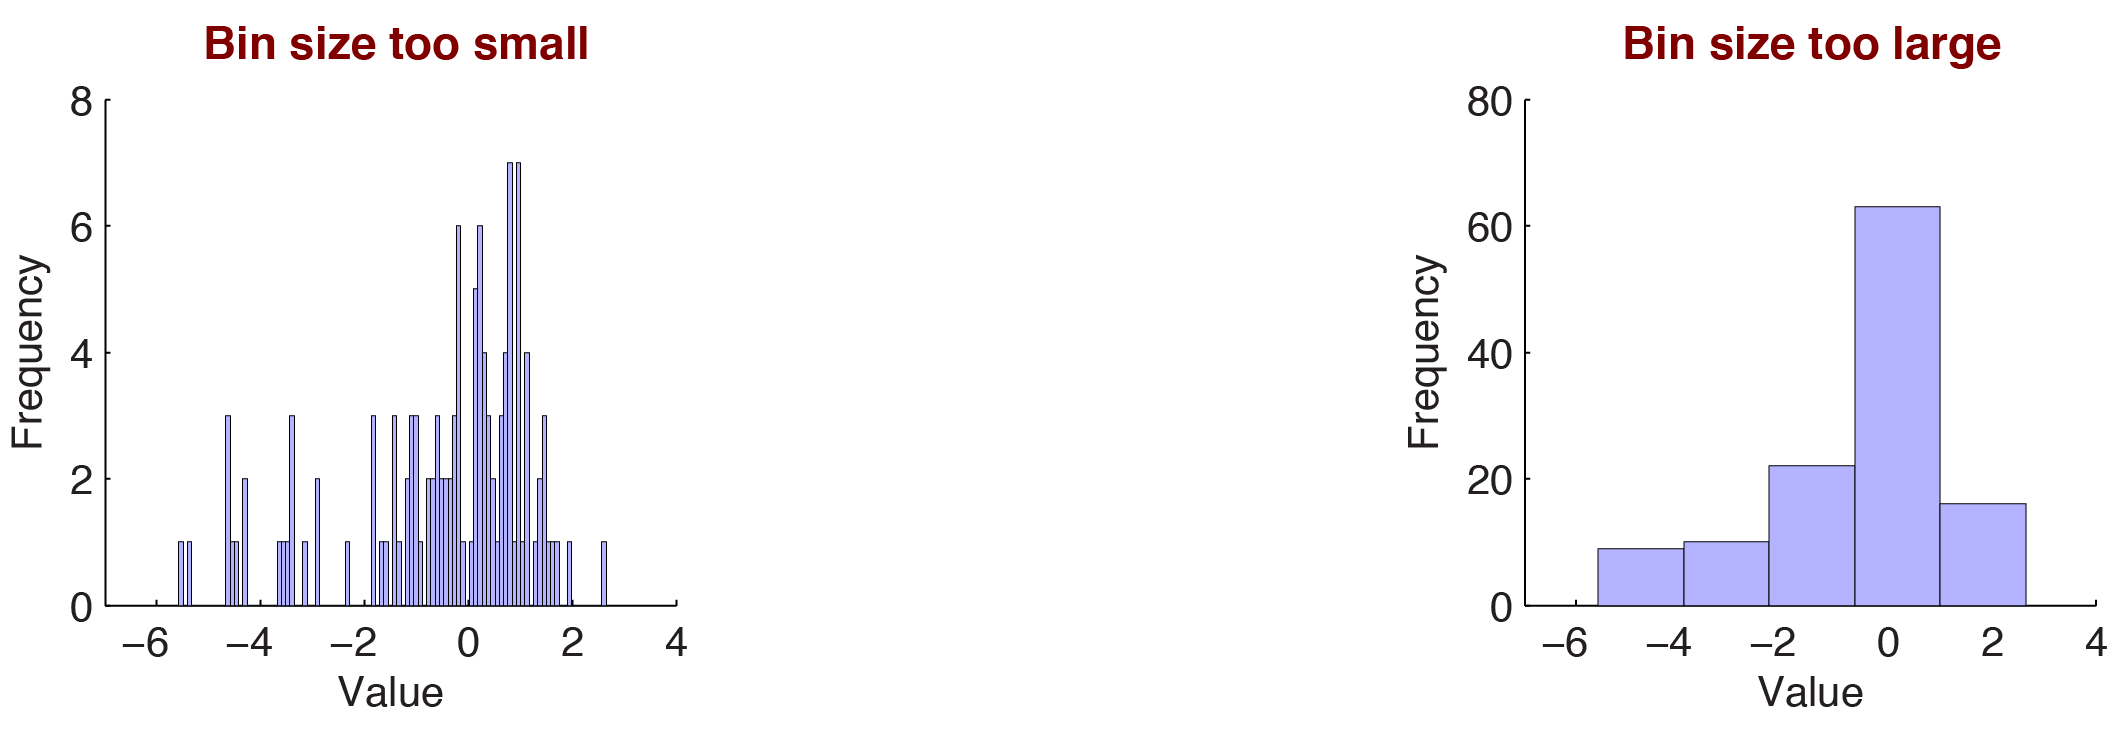 Bin size too small
8
6
4
2
0
Frequency
−6 −4 −2 0 2 4
Value
Bin size too large
80
60
40
20
0
Frequency
−6 −4 −2 0 2 4
Value